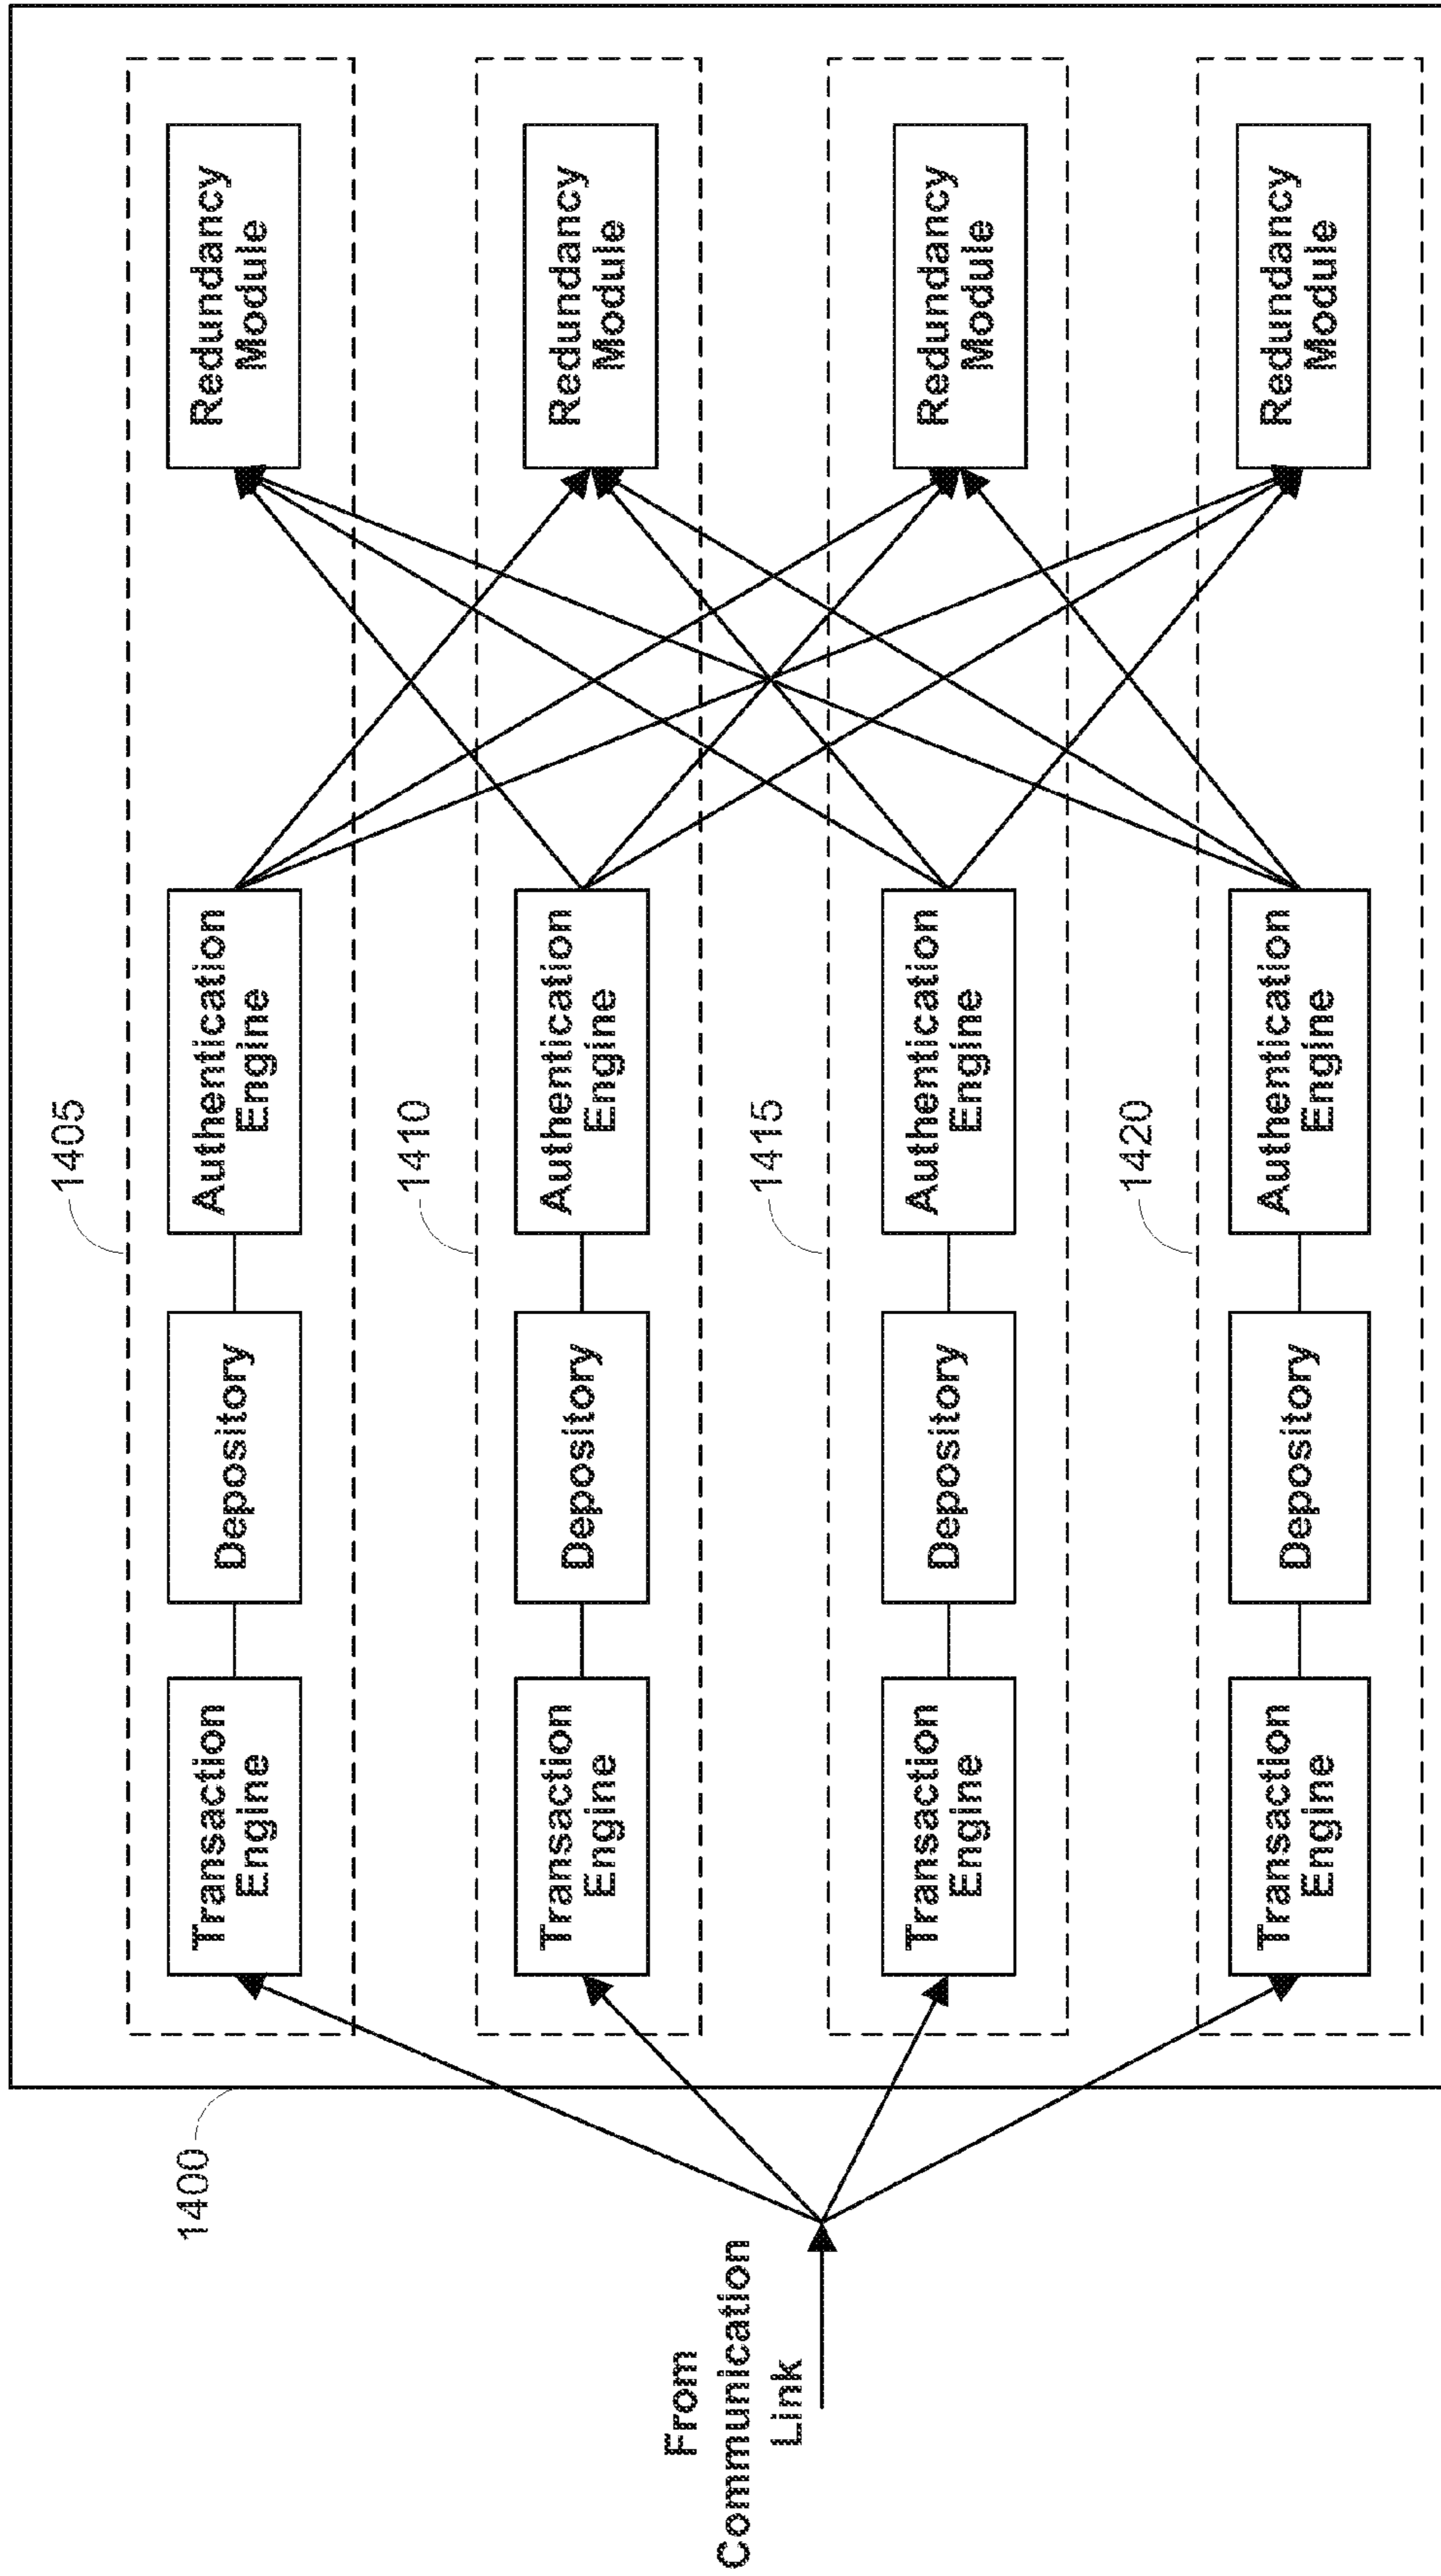 1400
From
Communication
Link
1405
Transaction
Engine
Depository
Authentication
Engine
Redundancy
Module
1410
Transaction
Engine
Depository
Authentication
Engine
Redundancy
Module
1415
Transaction
Engine
Depository
Authentication
Engine
Redundancy
Module
1420
Transaction
Engine
Depository
Authentication
Engine
Redundancy
Module